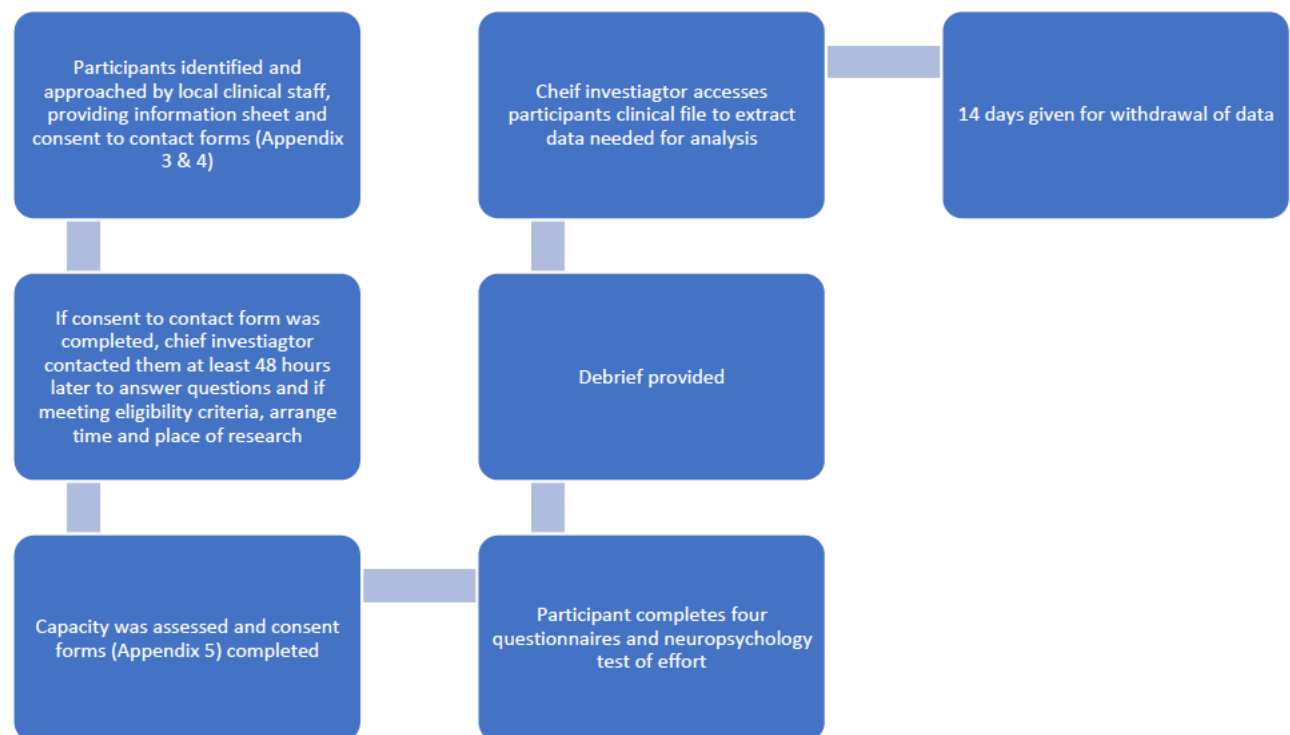 Participants identified and
approached by local clinical staff,
providing information sheet and
consent to contact forms (Appendix
3 & 4)
If consent to contact form was
completed, chief investiagtor
contacted them at least 48 hours
later to answer questions and if
meeting eligibility criteria, arrange
time and place of research
Capacity was assessed and consent
forms (Appendix 5) completed
Participant completes four
questionnaires and neuropsychology
test of effort
Debrief provided
Cheif investiagtor accesses
participants clinical file to extract
data needed for analysis
14 days given for withdrawal of data